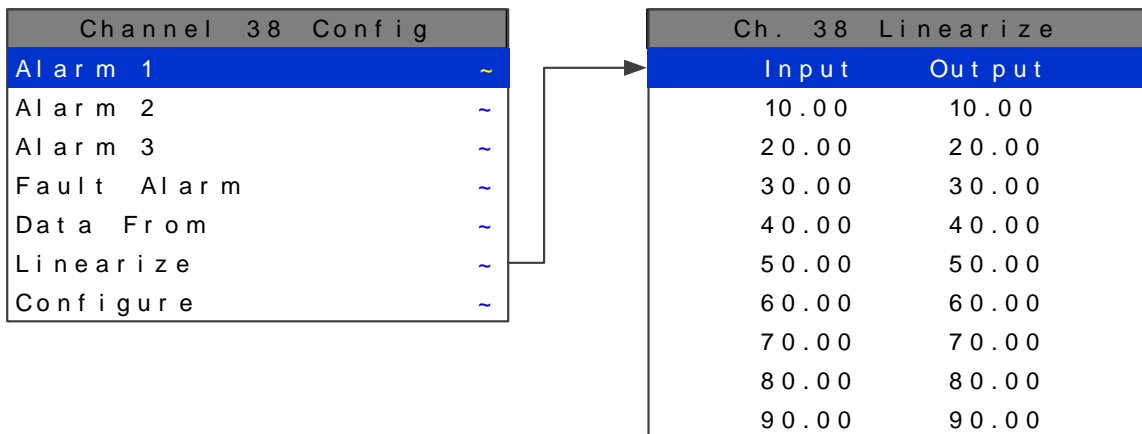 Channel 38 Config
Alarm 1 ~
Alarm 2 ~
Alarm 3 ~
Fault Alarm ~
Data From ~
Linearize ~
Configure ~
Ch. 38 Linearize
Input Output
10.00 10.00
20.00 20.00
30.00 30.00
40.00 40.00
50.00 50.00
60.00 60.00
70.00 70.00
80.00 80.00
90.00 90.00